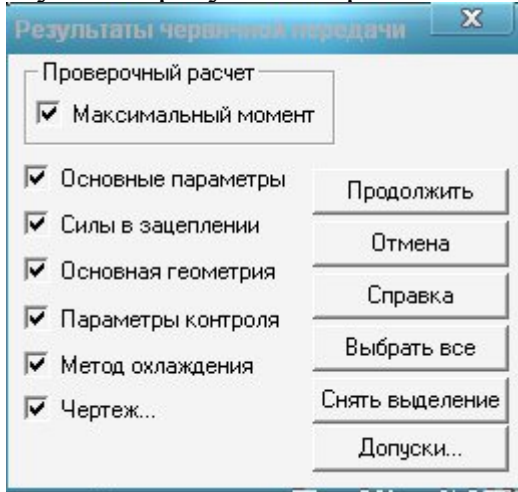 Результаты червячной передачи
X
Проверочный расчет
Максимальный момент
Основные параметры
Силы в зацеплении
Основная геометрия
Параметры контроля
Метод охлаждения
Чертеж...
Продолжить
Отмена
Справка
Выбрать все
Снять выделение
Допуски...